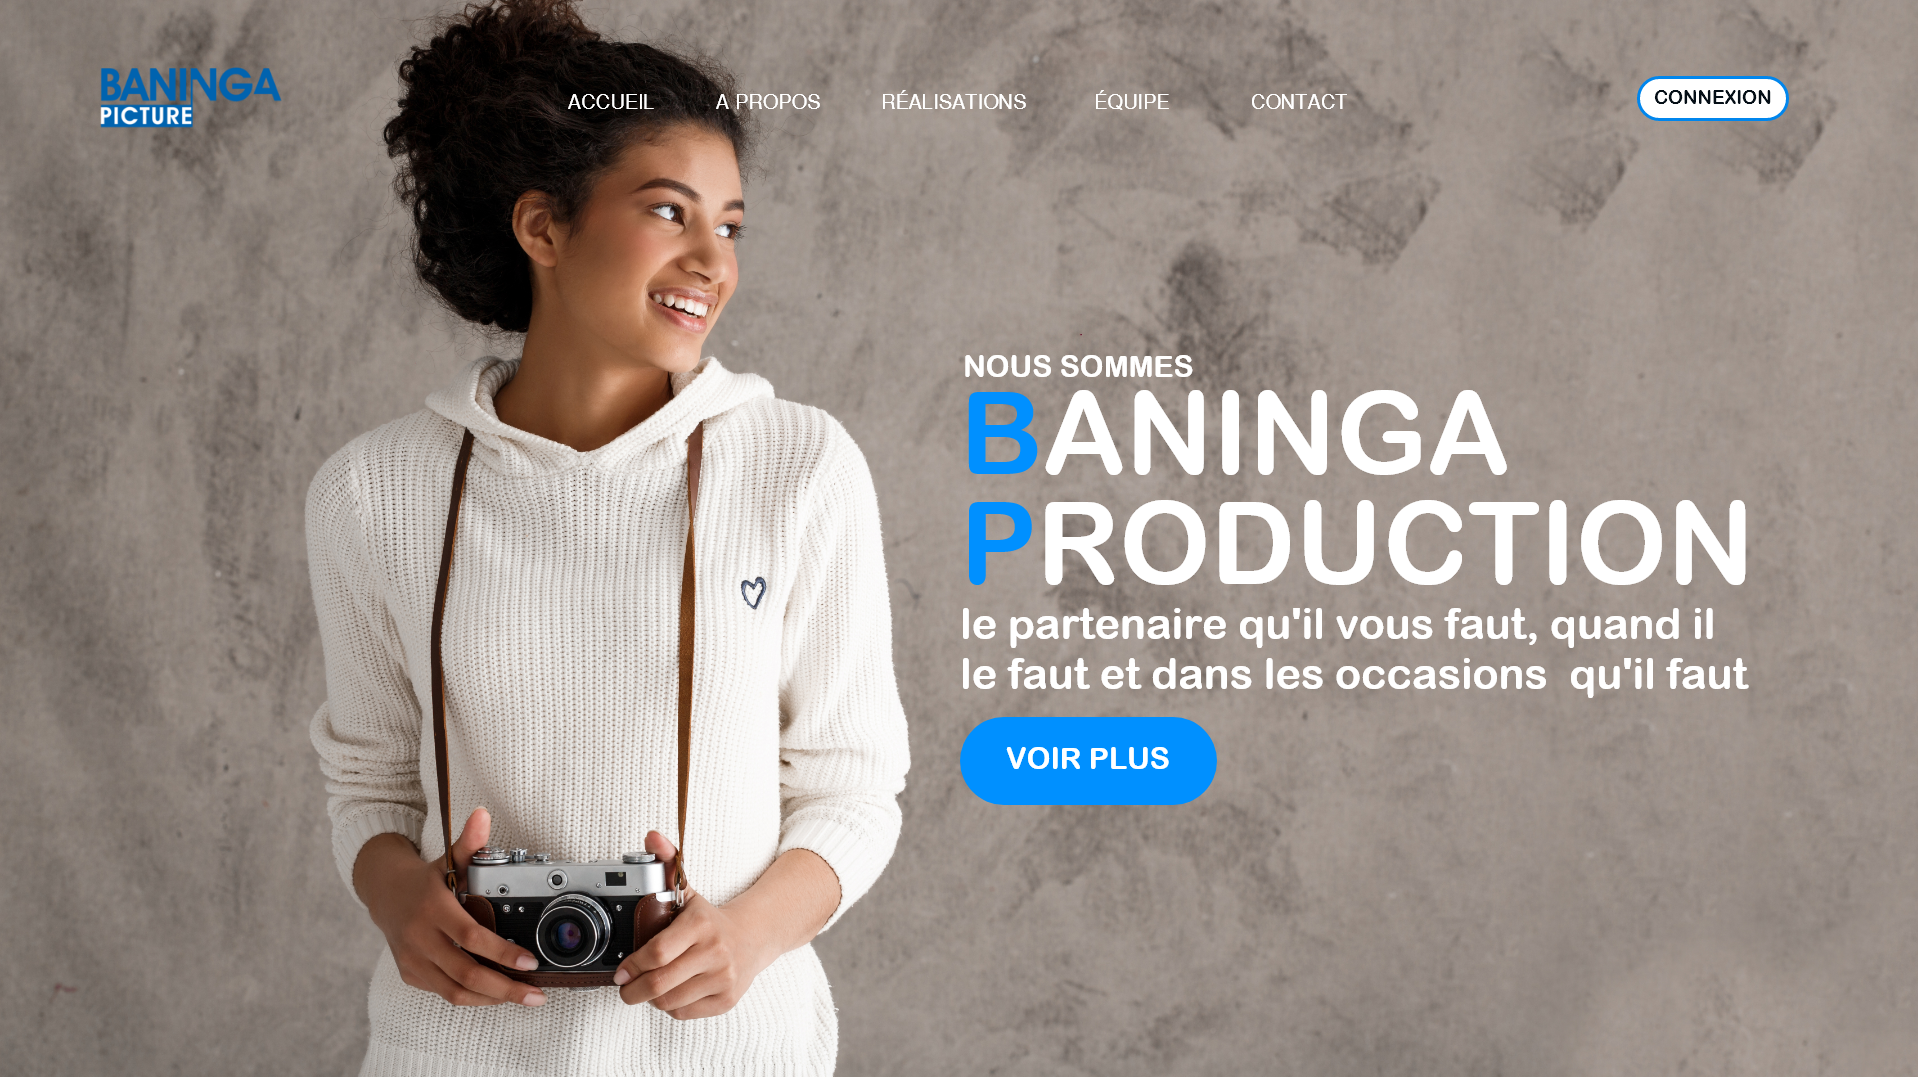 BANINGA
PICTURE
ACCUEIL
A PROPOS
RÉALISATIONS
ÉQUIPE
CONTACT
CONNEXION
NOUS SOMMES
BANINGA
PRODUCTION
le partenaire qu'il vous faut, quand il
le faut et dans les occasions  qu'il faut
VOIR PLUS